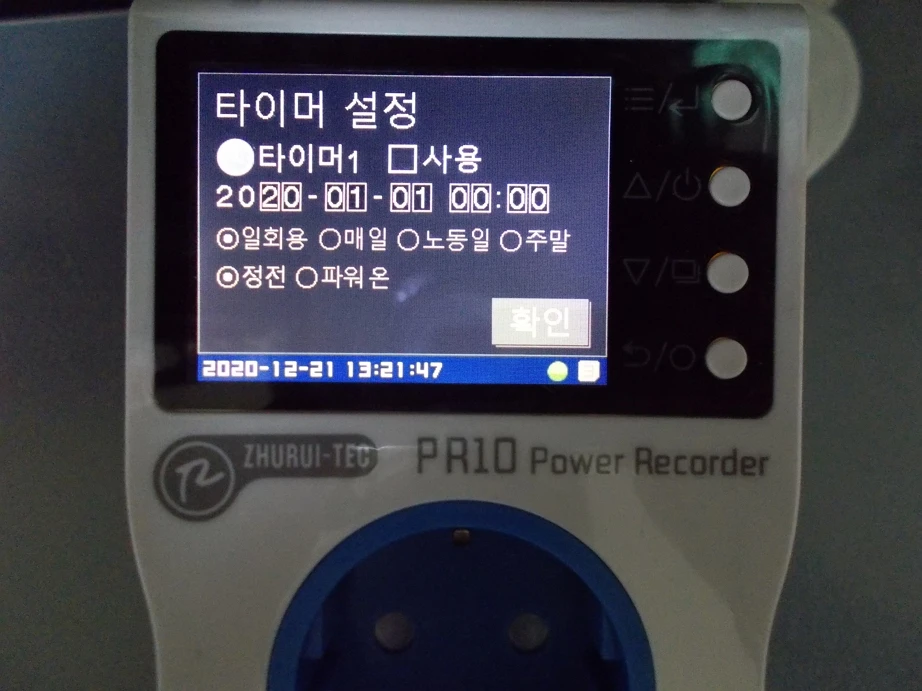 타이머 설정
타이머1 사용
2020-01-01 00:00
일회용 매일 노동일 주말
정전 파워온
확인
2020-12-21 13:21:47
ZHURUI-TEC PR10 Power Recorder